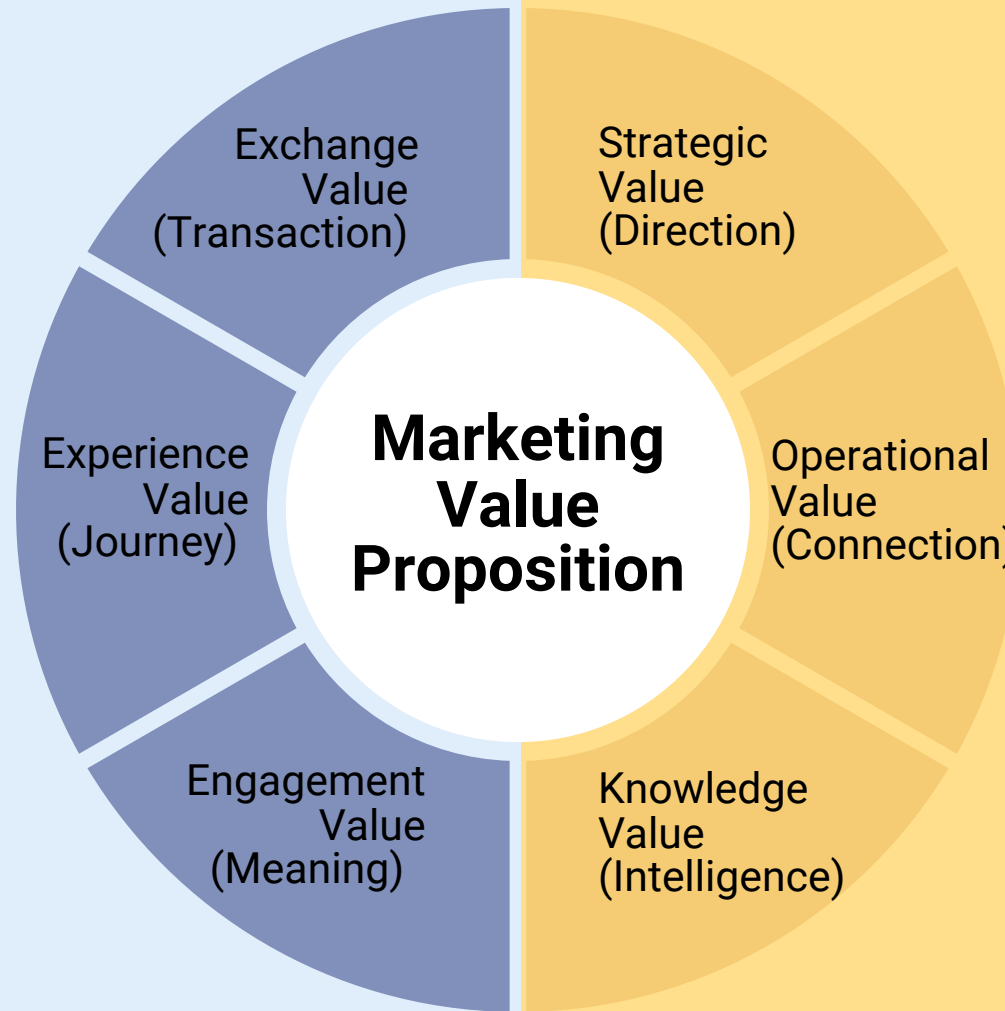 Exchange
Value
(Transaction)
Strategic
Value
(Direction)
Experience
Value
(Journey)
Marketing
Value
Proposition
Operational
Value
(Connection)
Engagement
Value
(Meaning)
Knowledge
Value
(Intelligence)